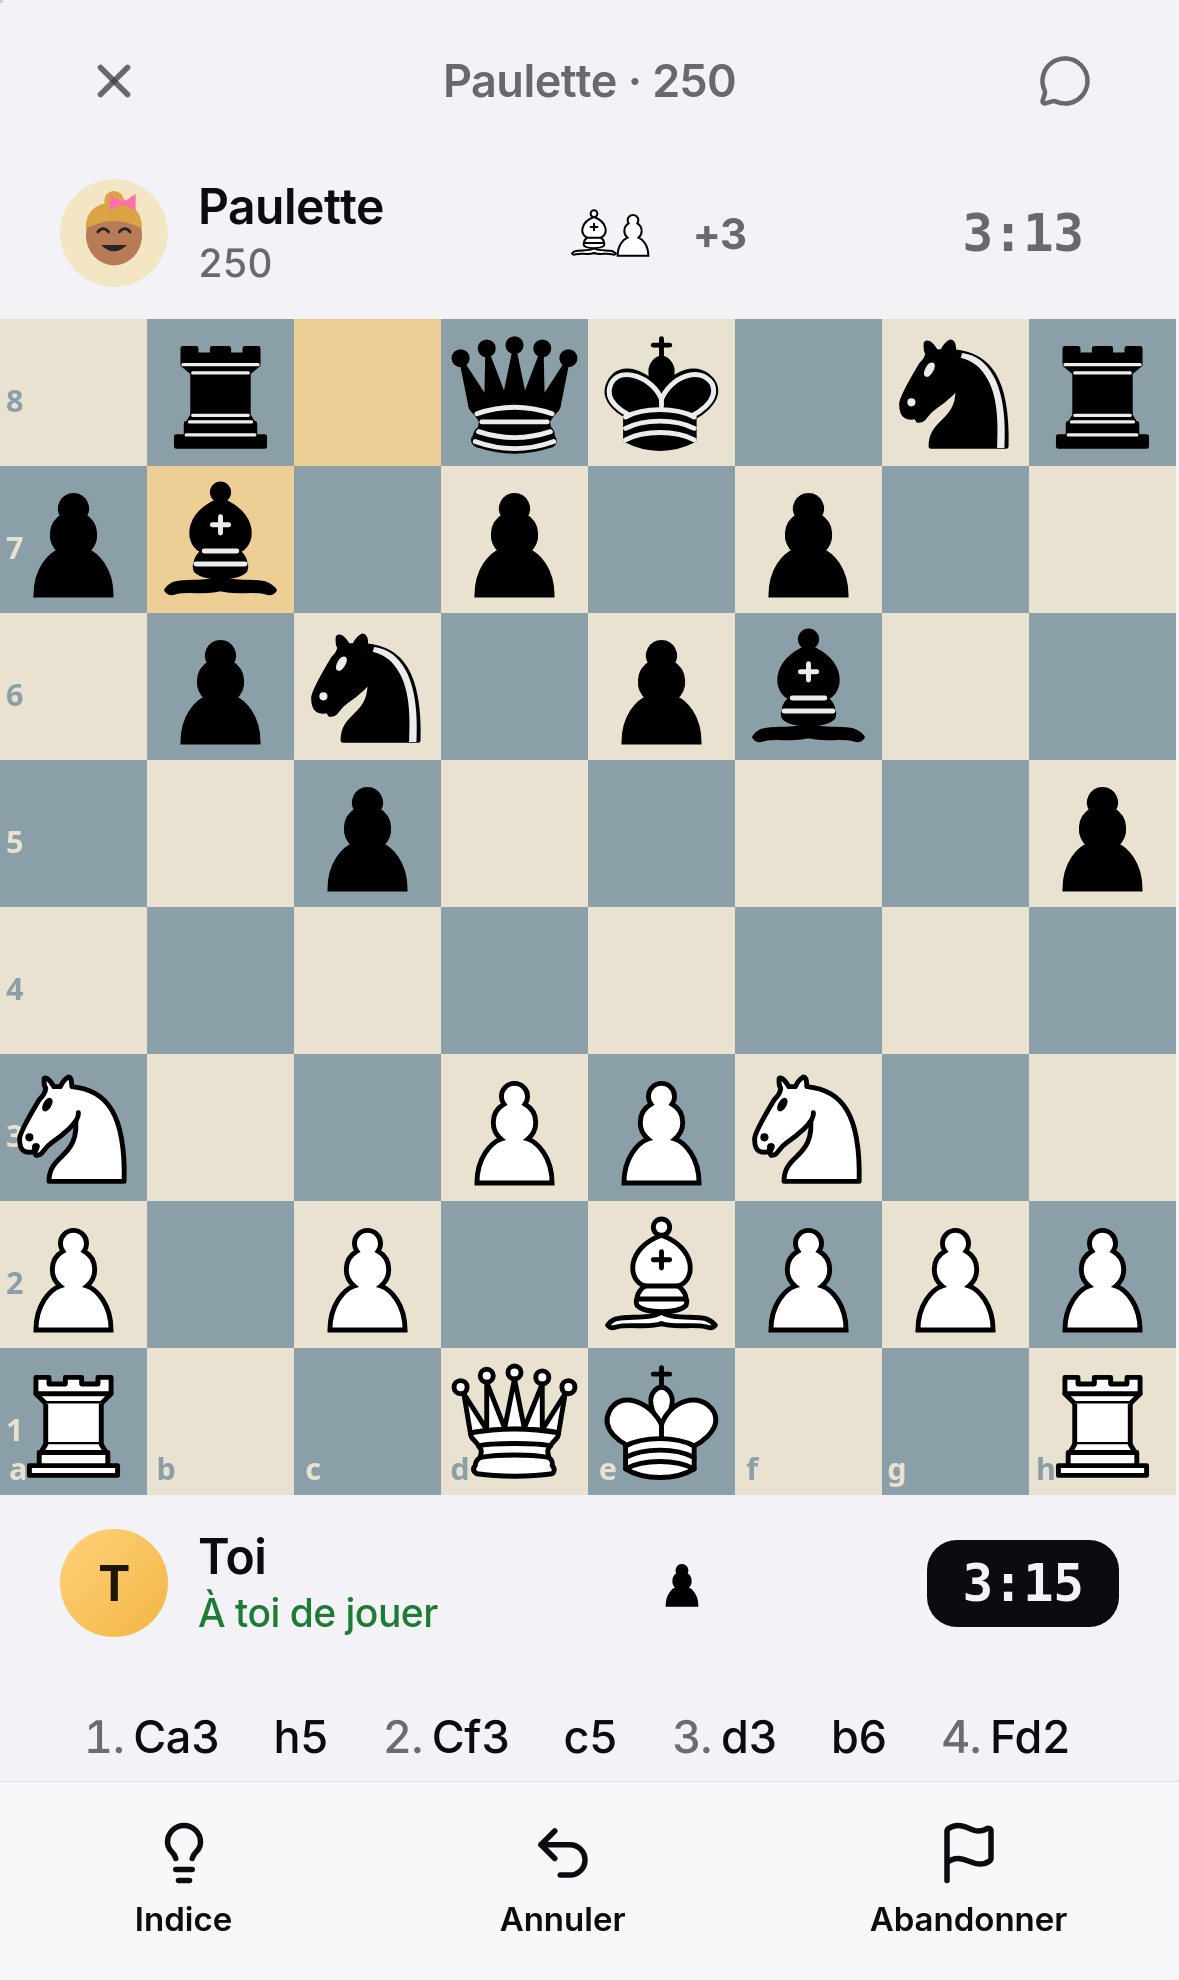 Paulette · 250
Paulette
250
+3
3:13
8
7
6
5
4
3
2
1
a b c d e f g h
Toi
À toi de jouer
3:15
T
1. Ca3 h5 2. Cf3 c5 3. d3 b6 4. Fd2
Indice Annuler Abandonner